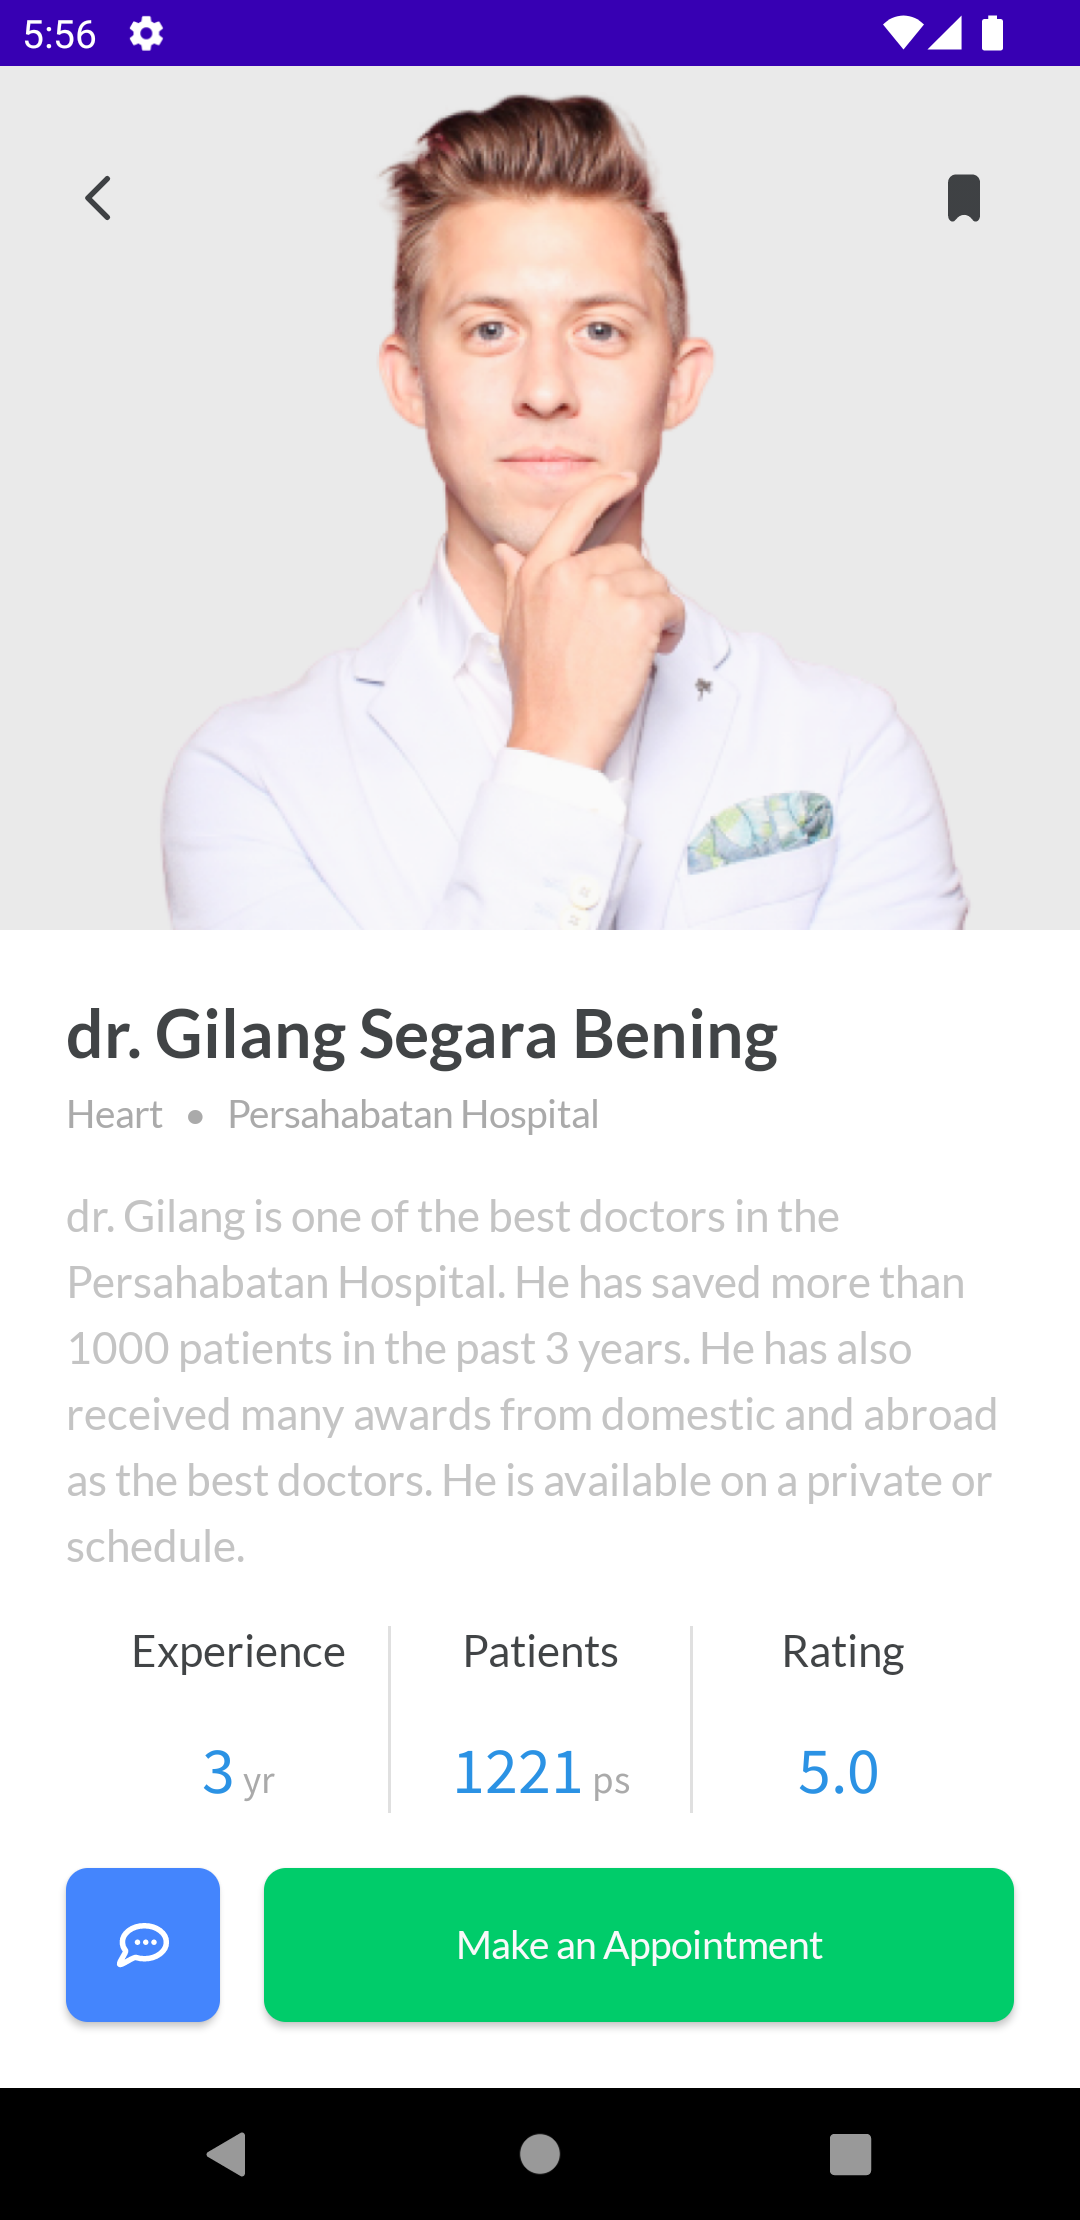 5:56
dr. Gilang Segara Bening
Heart ● Persahabatan Hospital
dr. Gilang is one of the best doctors in the
Persahabatan Hospital. He has saved more than
1000 patients in the past 3 years. He has also
received many awards from domestic and abroad
as the best doctors. He is available on a private or
schedule.
Experience Patients Rating
3 yr 1221 ps 5.0
Make an Appointment